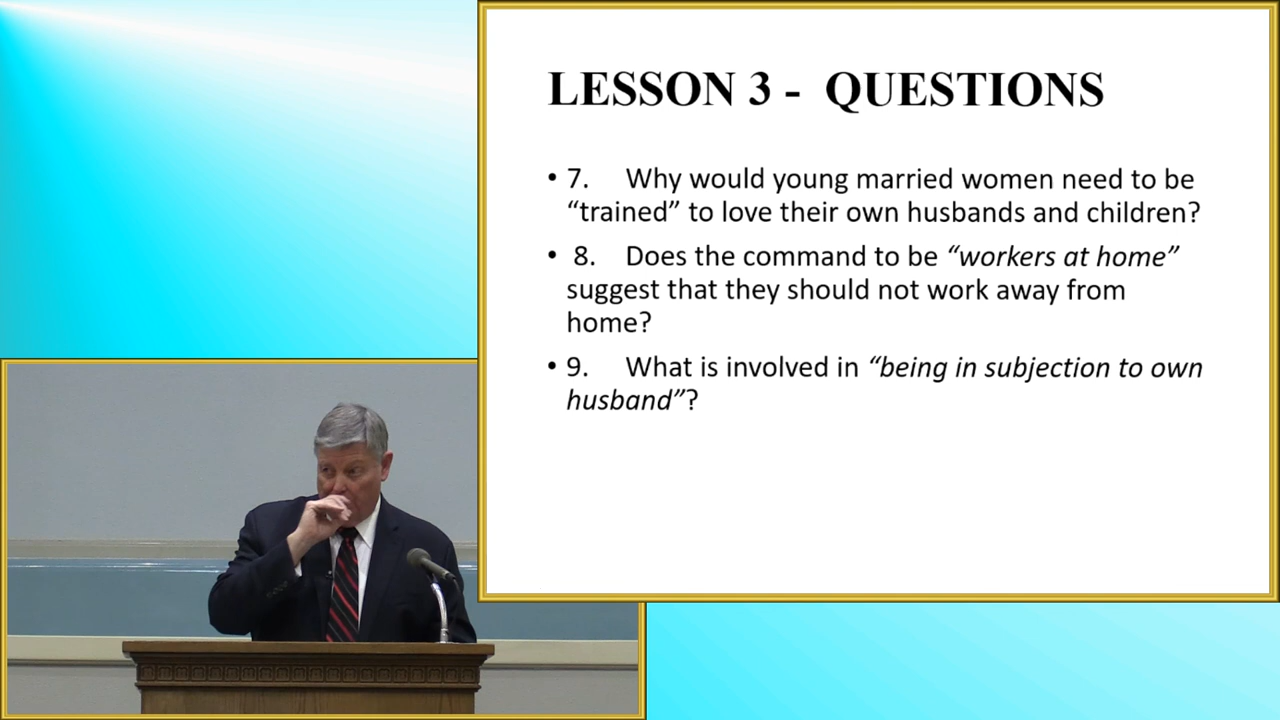 LESSON 3 - QUESTIONS
• 7. Why would young married women need to be
“trained” to love their own husbands and children?
• 8. Does the command to be “workers at home”
suggest that they should not work away from
home?
• 9. What is involved in “being in subjection to own
husband”?